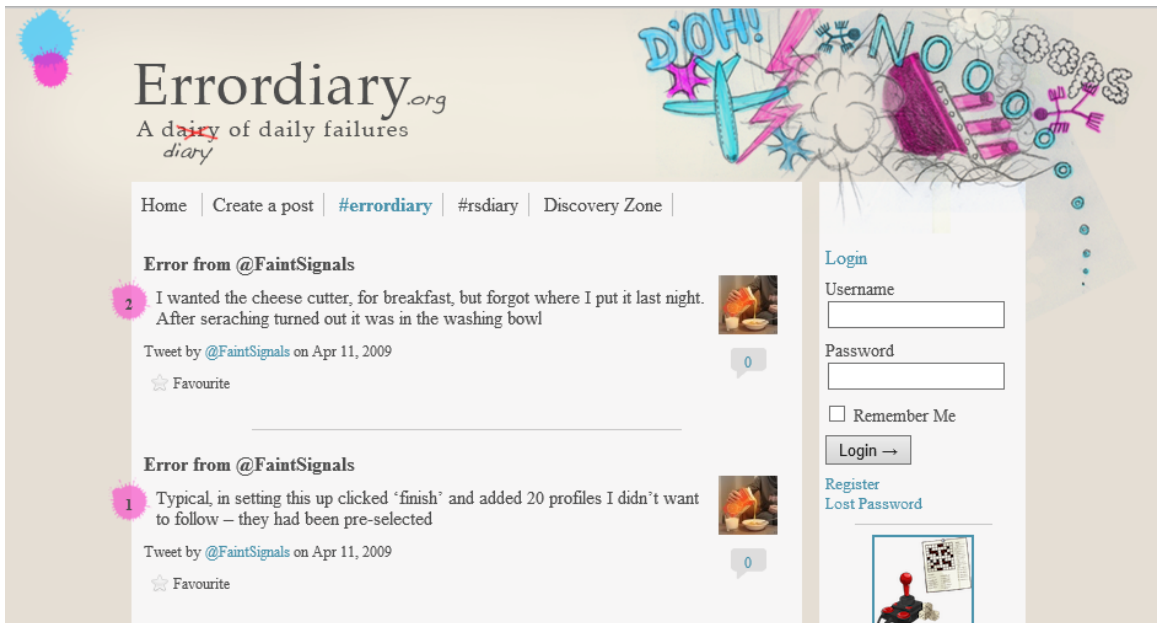 D'OH!
NOOOOO
OOPS
Errordiary.org
A dairy of daily failures
diary
Home
Create a post
#errordiary
#rsdiary
Discovery Zone
Error from @FaintSignals
2
I wanted the cheese cutter, for breakfast, but forgot where I put it last night.
After seraching turned out it was in the washing bowl
Tweet by @FaintSignals on Apr 11, 2009
0
Favourite
Error from @FaintSignals
1
Typical, in setting this up clicked ‘finish’ and added 20 profiles I didn’t want
to follow – they had been pre-selected
Tweet by @FaintSignals on Apr 11, 2009
0
Favourite
Login
Username
Password
Remember Me
Login →
Register
Lost Password